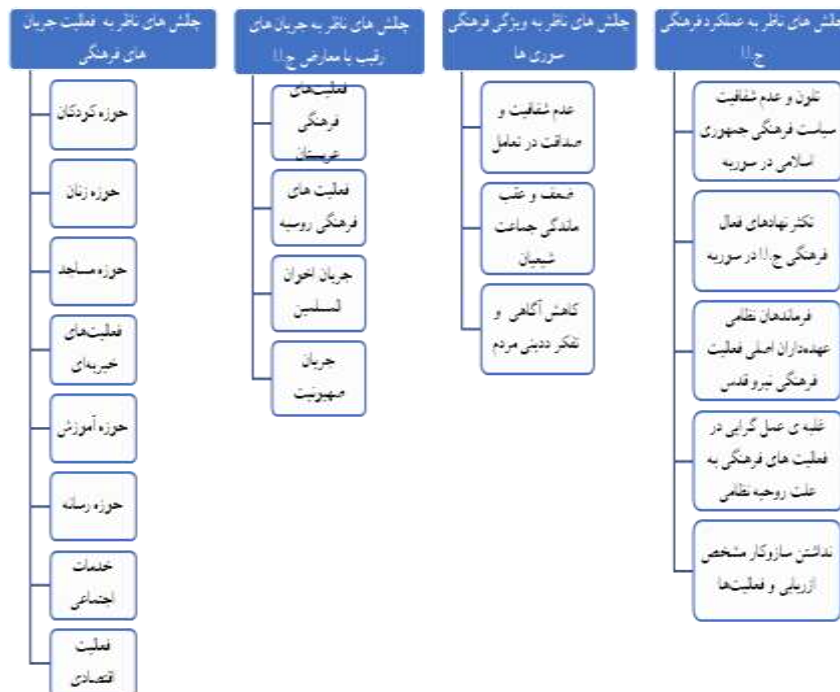 چالش های ناظر به عملکرد فرهنگی
ج.ا.ا
تلون و عدم شفافیت
سیاست فرهنگی جمهوری
اسلامی در سوریه
تکثر نهادهای فعال
فرهنگی ج.ا.ا در سوریه
فرماندهان نظامی
عهده‌داران اصلی فعالیت
فرهنگی نیرو قدس
غلبه ی عمل گرایی در
فعالیت های فرهنگی به
علت روحیه نظامی
نداشتن سازوکار مشخص
ارزیابی و فعالیت‌ها
چالش های ناظر به ویژگی فرهنگی
سوری ها
عدم شفافیت و
صداقت در تعامل
ضعف و عقب
ماندگی جماعت
شیعیان
کاهش آگاهی و
تفکر ددینی مردم
چالش های ناظر به جریان های
رقیب یا معارض ج.ا.ا
فعالیت‌های
فرهنگی
عربستان
فعالیت های
فرهنگی روسیه
جریان اخوان
المسلمین
جریان
صهیونیت
چالش های ناظر به فعلیت جریان
های فرهنگی
حوزه کودکان
حوزه زنان
حوزه مساجد
فعالیت‌های
خیریه‌ای
حوزه آموزش
حوزه رسانه
خدمات
اجتماعی
فعلیت
اقتصادی